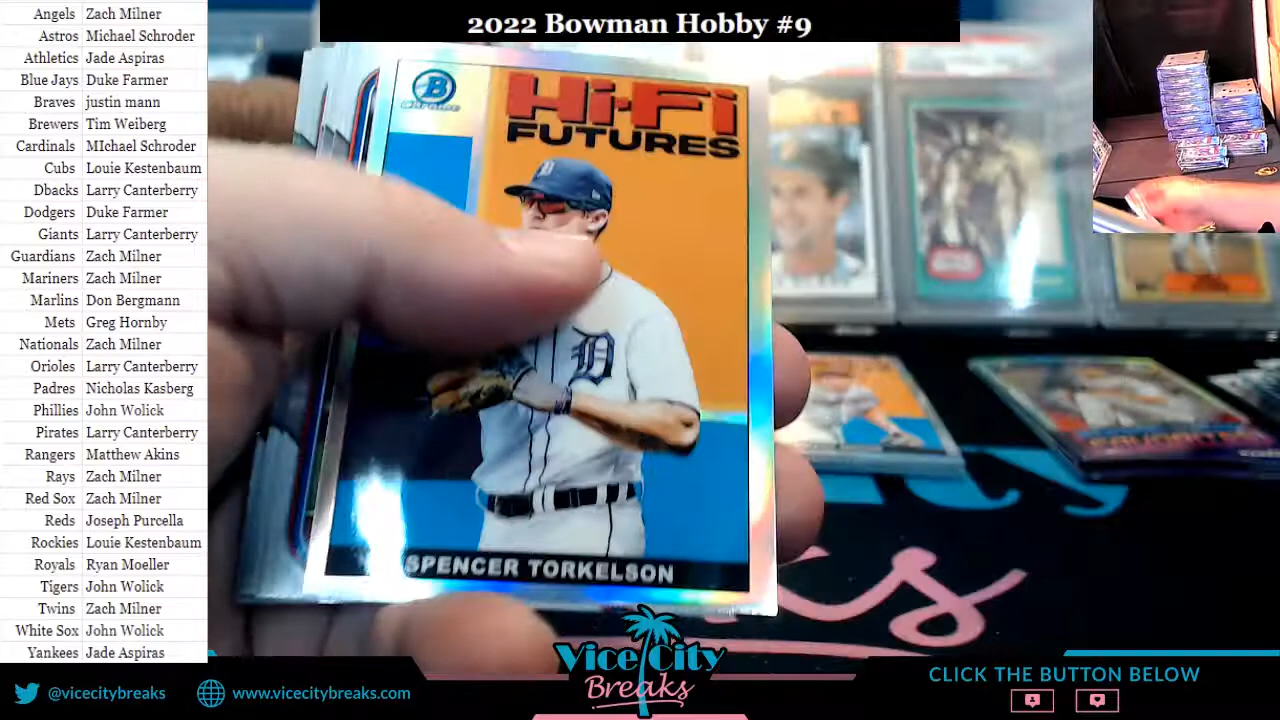 2022 Bowman Hobby #9
Angels Zach Milner
Astros Michael Schroder
Athletics Jade Aspiras
Blue Jays Duke Farmer
Braves justin mann
Brewers Tim Weiberg
Cardinals MIchael Schroder
Cubs Louie Kestenbaum
Dbacks Larry Canterberry
Dodgers Duke Farmer
Giants Larry Canterberry
Guardians Zach Milner
Mariners Zach Milner
Marlins Don Bergmann
Mets Greg Hornby
Nationals Zach Milner
Orioles Larry Canterberry
Padres Nicholas Kasberg
Phillies John Wolick
Pirates Larry Canterberry
Rangers Matthew Akins
Rays Zach Milner
Red Sox Zach Milner
Reds Joseph Purcella
Rockies Louie Kestenbaum
Royals Ryan Moeller
Tigers John Wolick
Twins Zach Milner
White Sox John Wolick
Yankees Jade Aspiras
B
Chrome
Hi-Fi
FUTURES
D
D
SPENCER TORKELSON
@vicecitybreaks
www.vicecitybreaks.com
Vice City
Breaks
CLICK THE BUTTON BELOW